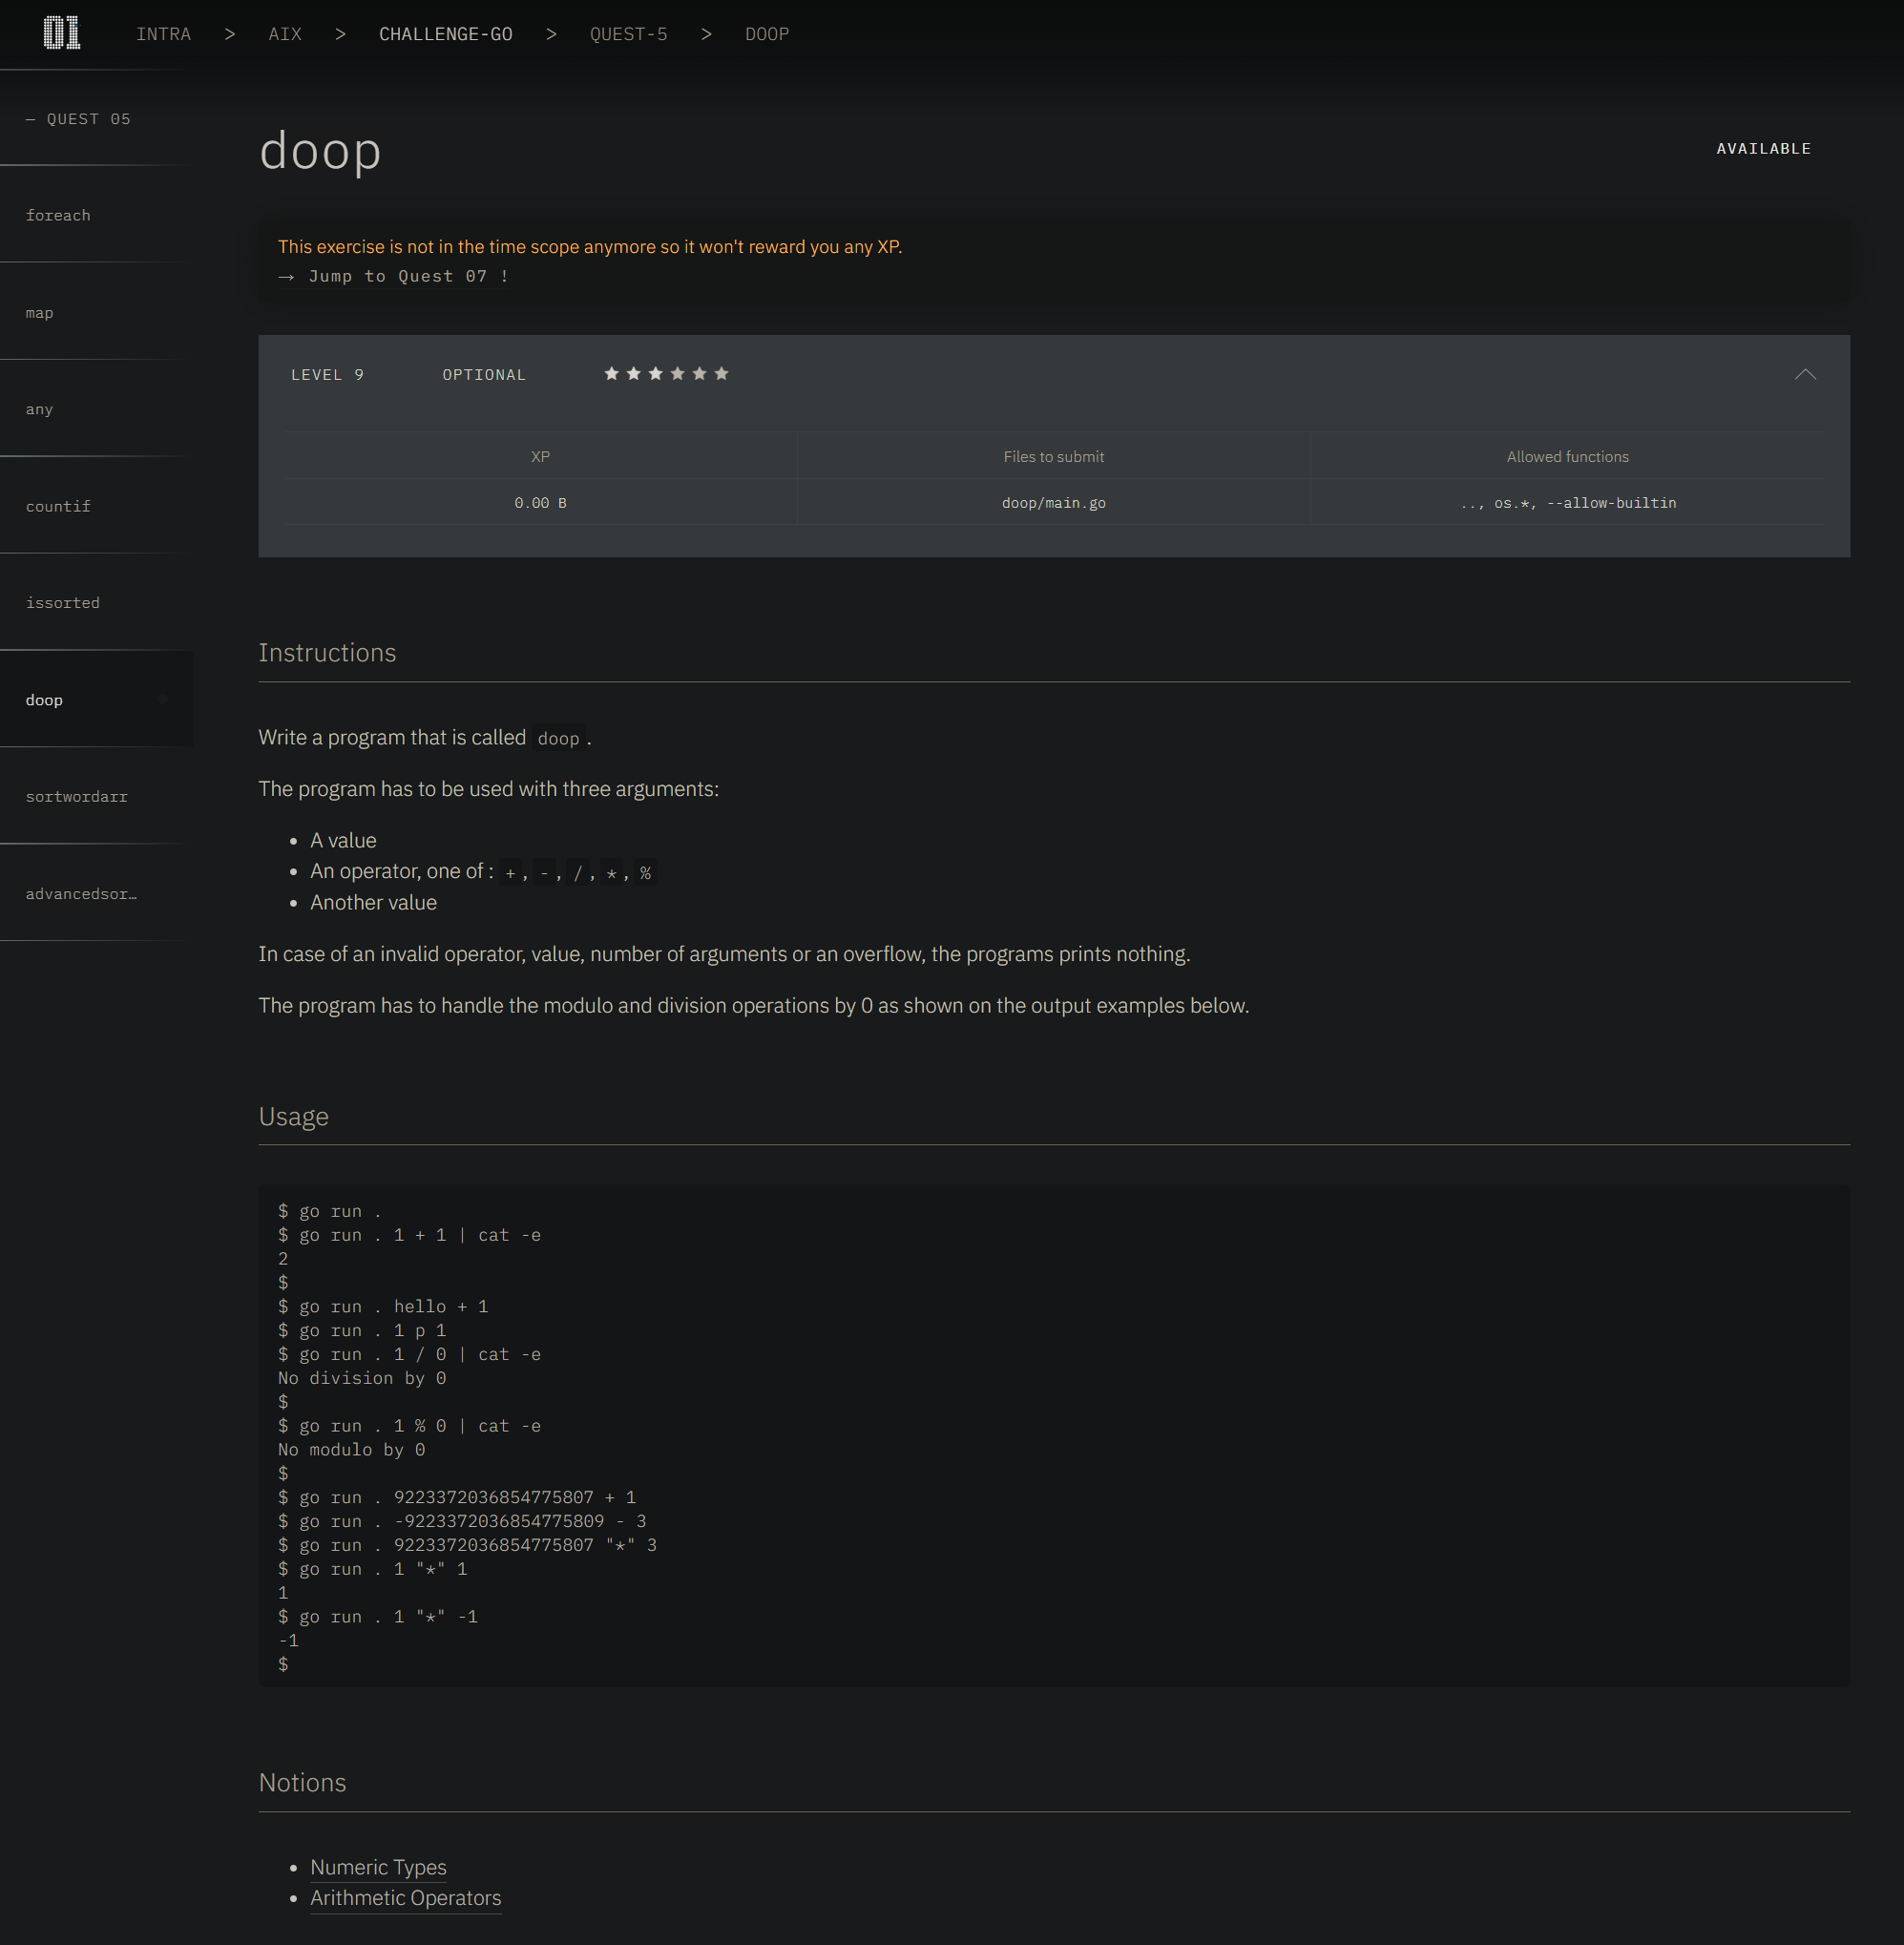 01 INTRA > AIX > CHALLENGE-GO > QUEST-5 > DOOP
— QUEST 05
foreach
map
any
countif
issorted
doop
sortwordarr
advancedsor…
doop
AVAILABLE
This exercise is not in the time scope anymore so it won't reward you any XP.
→ Jump to Quest 07 !
LEVEL 9 OPTIONAL
XP Files to submit Allowed functions
0.00 B doop/main.go .., os.*, --allow-builtin
Instructions
Write a program that is called doop.
The program has to be used with three arguments:
• A value
• An operator, one of : +, -, /, *, %
• Another value
In case of an invalid operator, value, number of arguments or an overflow, the programs prints nothing.
The program has to handle the modulo and division operations by 0 as shown on the output examples below.
Usage
$ go run .
$ go run . 1 + 1 | cat -e
2
$
$ go run . hello + 1
$ go run . 1 p 1
$ go run . 1 / 0 | cat -e
No division by 0
$
$ go run . 1 % 0 | cat -e
No modulo by 0
$
$ go run . 9223372036854775807 + 1
$ go run . -9223372036854775809 - 3
$ go run . 9223372036854775807 "*" 3
$ go run . 1 "*" 1
1
$ go run . 1 "*" -1
-1
$
Notions
• Numeric Types
• Arithmetic Operators